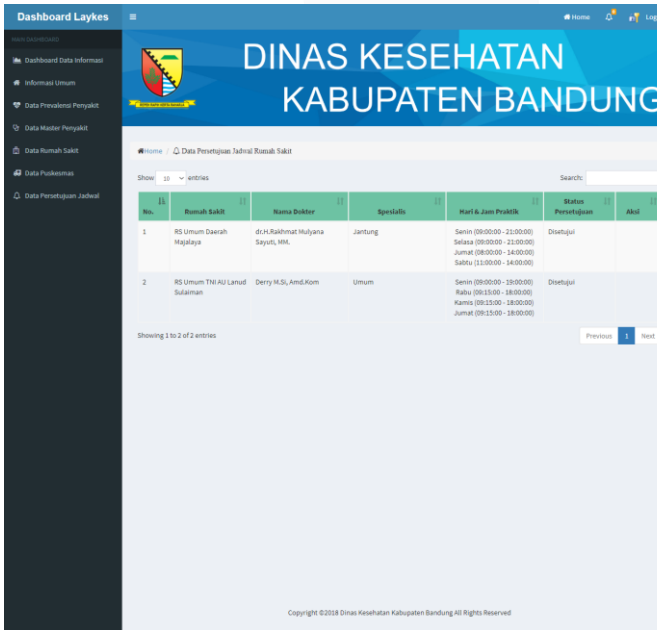 Dashboard Laykes
Home
MAIN DASHBOARD
Dashboard Data Informasi
Informasi Umum
Data Prevalensi Penyakit
Data Master Penyakit
Data Rumah Sakit
Data Puskesmas
Data Persetujuan Jadwal
DINAS KESEHATAN
KABUPATEN BANDUNG
Home / Data Persetujuan Jadwal Rumah Sakit
Show 10 entries
Search:
No. Rumah Sakit Nama Dokter Spesialis Hari & Jam Praktik Status Persetujuan Aksi
1 RS Umum Daerah Majalaya dr.H.Rakhmat Mulyana Sayuti, MM. Jantung Senin (09:00:00 - 21:00:00) Disetujui
Selasa (09:00:00 - 21:00:00)
Jumat (08:00:00 - 14:00:00)
Sabtu (11:00:00 - 14:00:00)
2 RS Umum TNI AU Lanud Sulaiman Derry M.Si, Amd.Kom Umum Senin (09:00:00 - 19:00:00) Disetujui
Rabu (09:15:00 - 18:00:00)
Kamis (09:15:00 - 18:00:00)
Jumat (09:15:00 - 18:00:00)
Showing 1 to 2 of 2 entries
Previous 1 Next
Copyright ©2018 Dinas Kesehatan Kabupaten Bandung All Rights Reserved